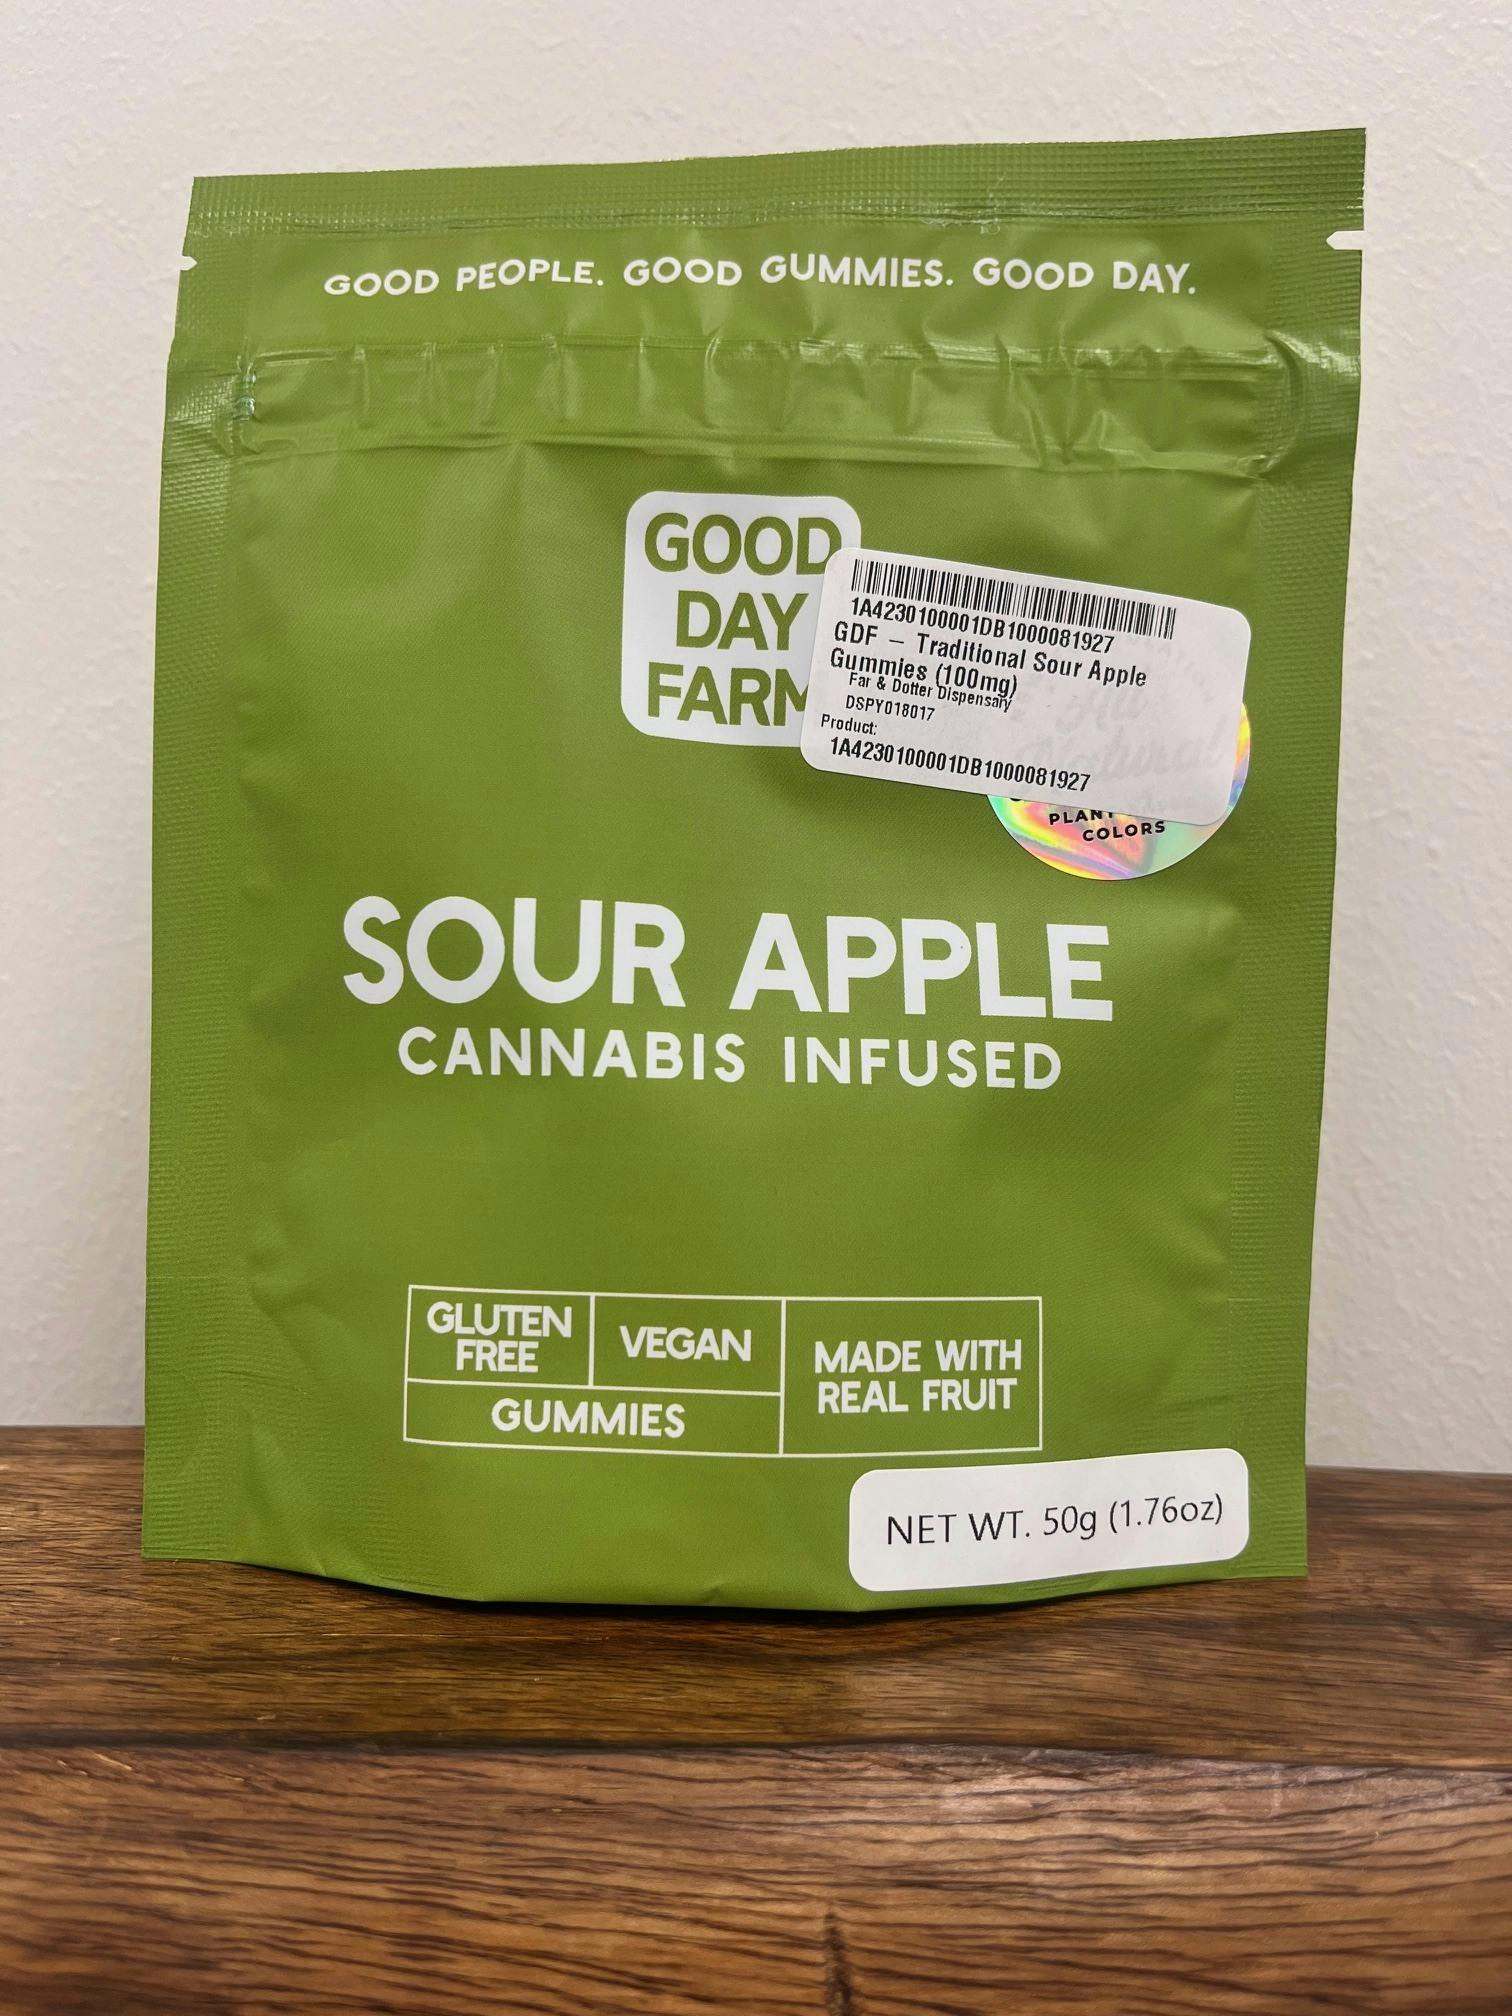 GOOD PEOPLE. GOOD GUMMIES. GOOD DAY.
GOOD
DAY
FARM
1A4230100001DB1000081927
GDF – Traditional Sour Apple
Gummies (100mg)
Far & Dotter Dispensary
DSPY018017
Product:
1A4230100001DB1000081927
PLANT
COLORS
SOUR APPLE
CANNABIS INFUSED
GLUTEN
FREE
VEGAN
MADE WITH
REAL FRUIT
GUMMIES
NET WT. 50g (1.76oz)